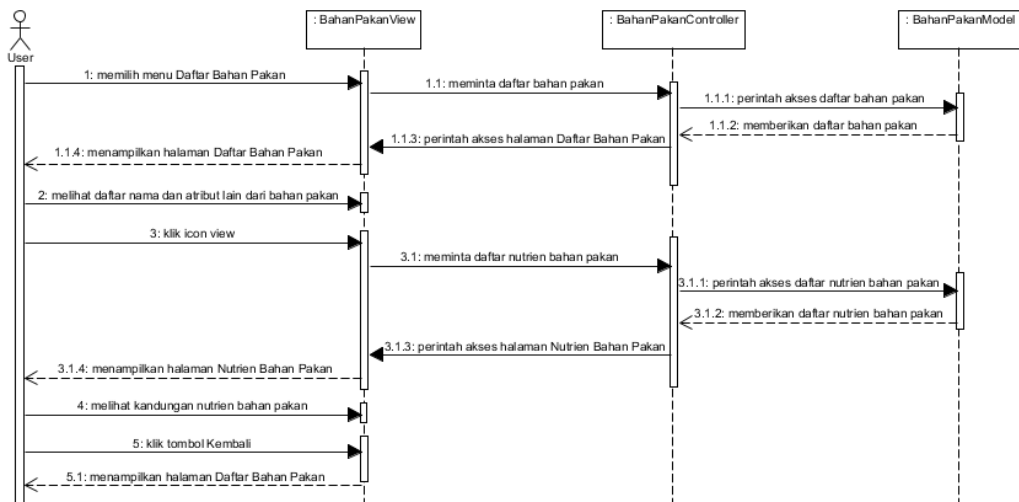 : BahanPakanView
: BahanPakanController
: BahanPakanModel
User
1: memilih menu Daftar Bahan Pakan
1.1: meminta daftar bahan pakan
1.1.1: perintah akses daftar bahan pakan
1.1.2: memberikan daftar bahan pakan
1.1.3: perintah akses halaman Daftar Bahan Pakan
1.1.4: menampilkan halaman Daftar Bahan Pakan
2: melihat daftar nama dan atribut lain dari bahan pakan
3: klik icon view
3.1: meminta daftar nutrien bahan pakan
3.1.1: perintah akses daftar nutrien bahan pakan
3.1.2: memberikan daftar nutrien bahan pakan
3.1.3: perintah akses halaman Nutrien Bahan Pakan
3.1.4: menampilkan halaman Nutrien Bahan Pakan
4: melihat kandungan nutrien bahan pakan
5: klik tombol Kembali
5.1: menampilkan halaman Daftar Bahan Pakan